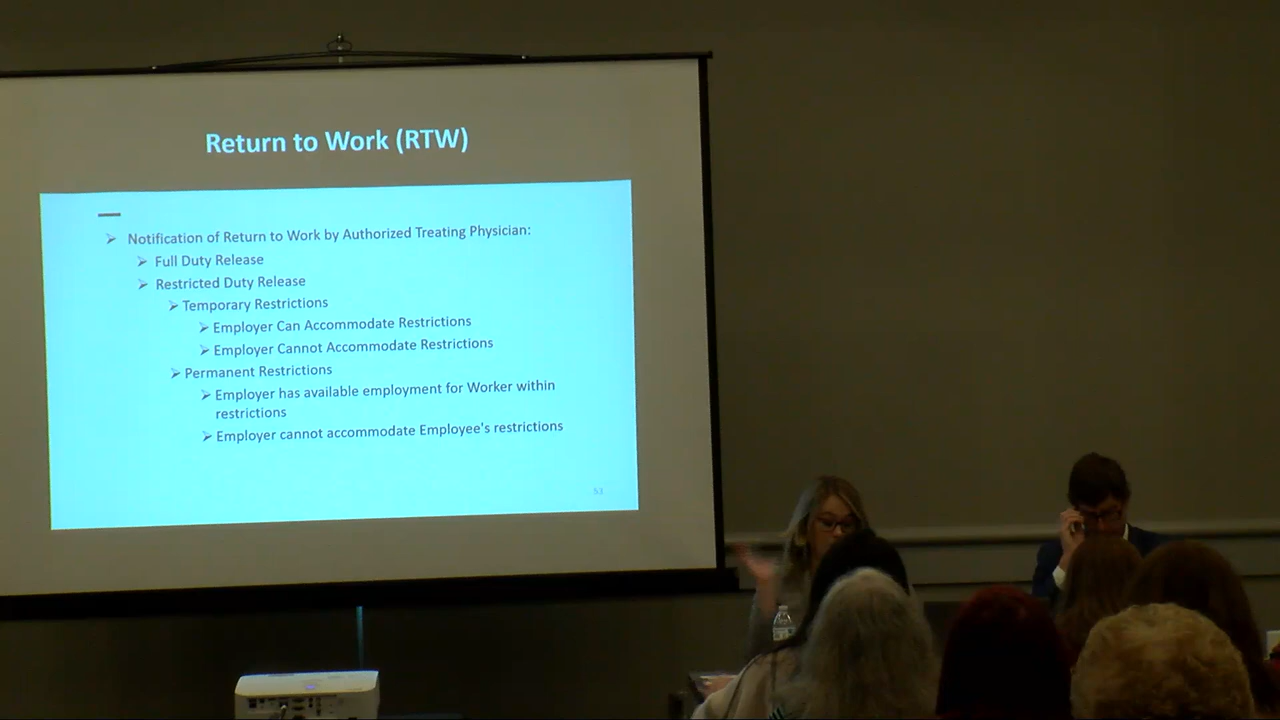 Return to Work (RTW)
Notification of Return to Work by Authorized Treating Physician:
Full Duty Release
Restricted Duty Release
Temporary Restrictions
Employer Can Accommodate Restrictions
Employer Cannot Accommodate Restrictions
Permanent Restrictions
Employer has available employment for Worker within
restrictions
Employer cannot accommodate Employee's restrictions